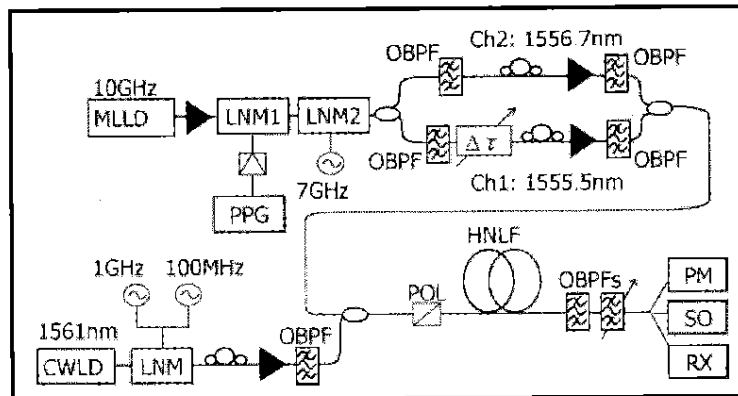 Ch2: 1556.7nm
OBPF
OBPF
10GHz
MLLD
LNM1
LNM2
OBPF
Δτ
OBPF
7GHz
Ch1: 1555.5nm
PPG
HNLF
1GHz
100MHz
OBPFs
PM
POL
1561nm
OBPF
SO
CWLD
LNM
RX